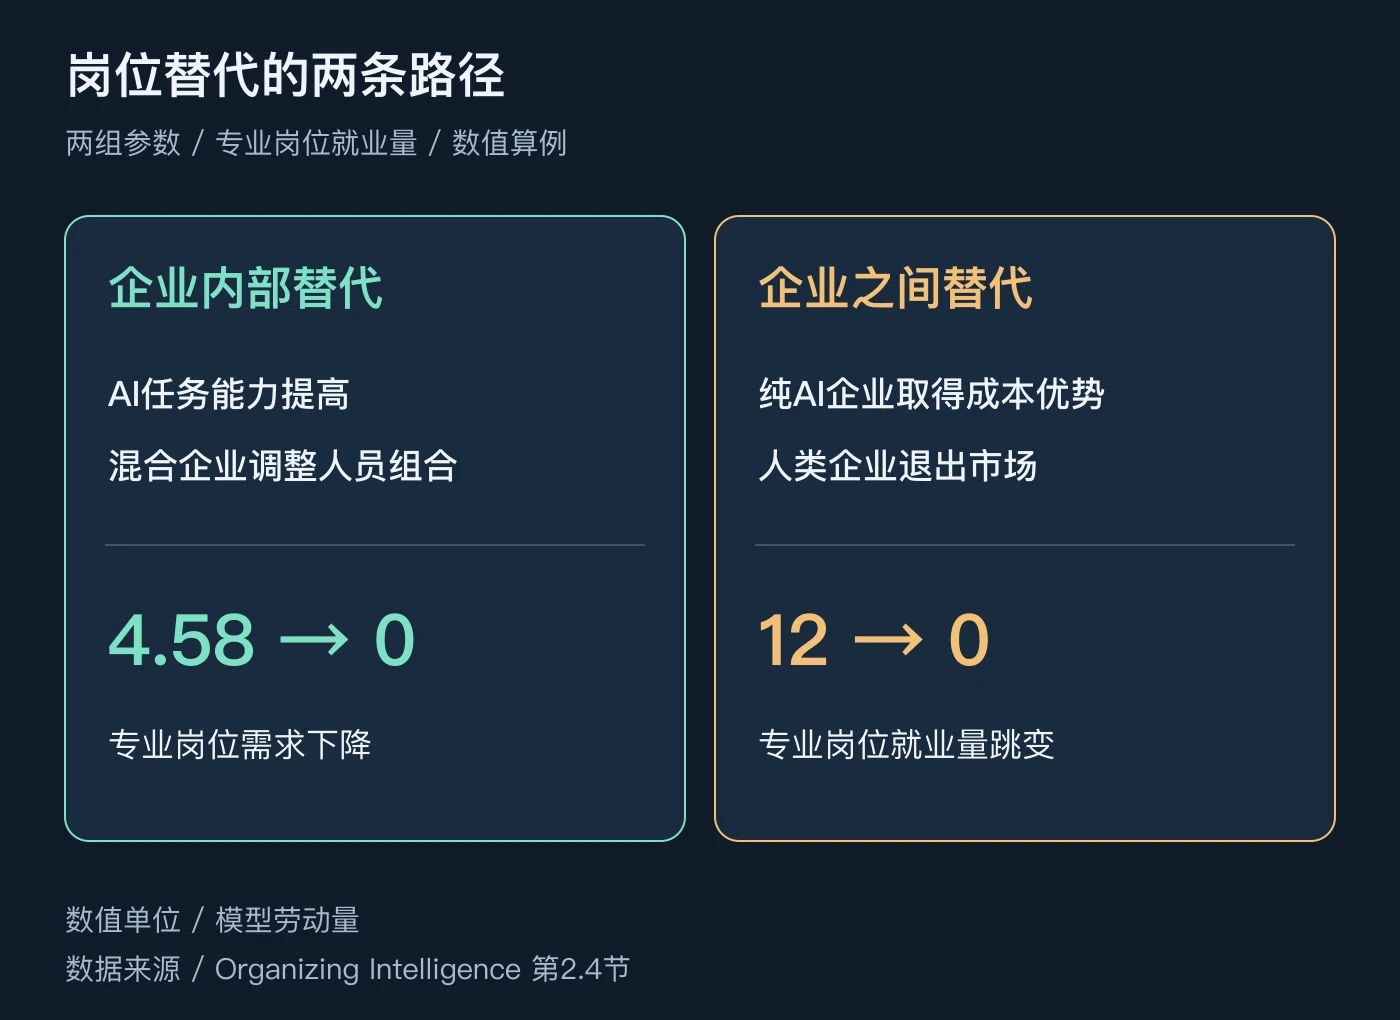 岗位替代的两条路径
两组参数 / 专业岗位就业量 / 数值算例
企业内部替代
AI任务能力提高
混合企业调整人员组合
4.58 → 0
专业岗位需求下降
企业之间替代
纯AI企业取得成本优势
人类企业退出市场
12 → 0
专业岗位就业量跳变
数值单位 / 模型劳动量
数据来源 / Organizing Intelligence 第2.4节